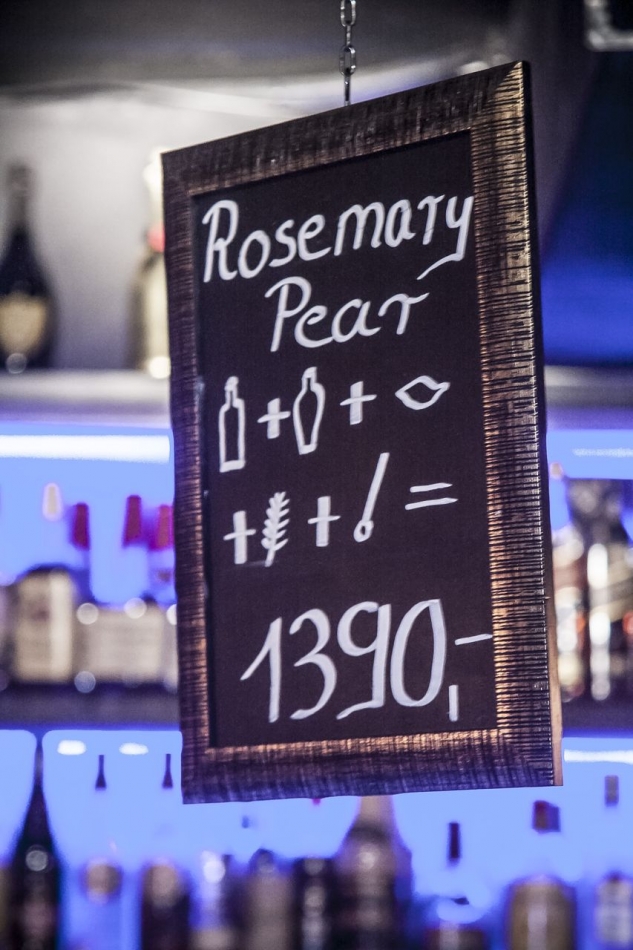 Rosemary
Pear
+ +
+ + =
1390,-